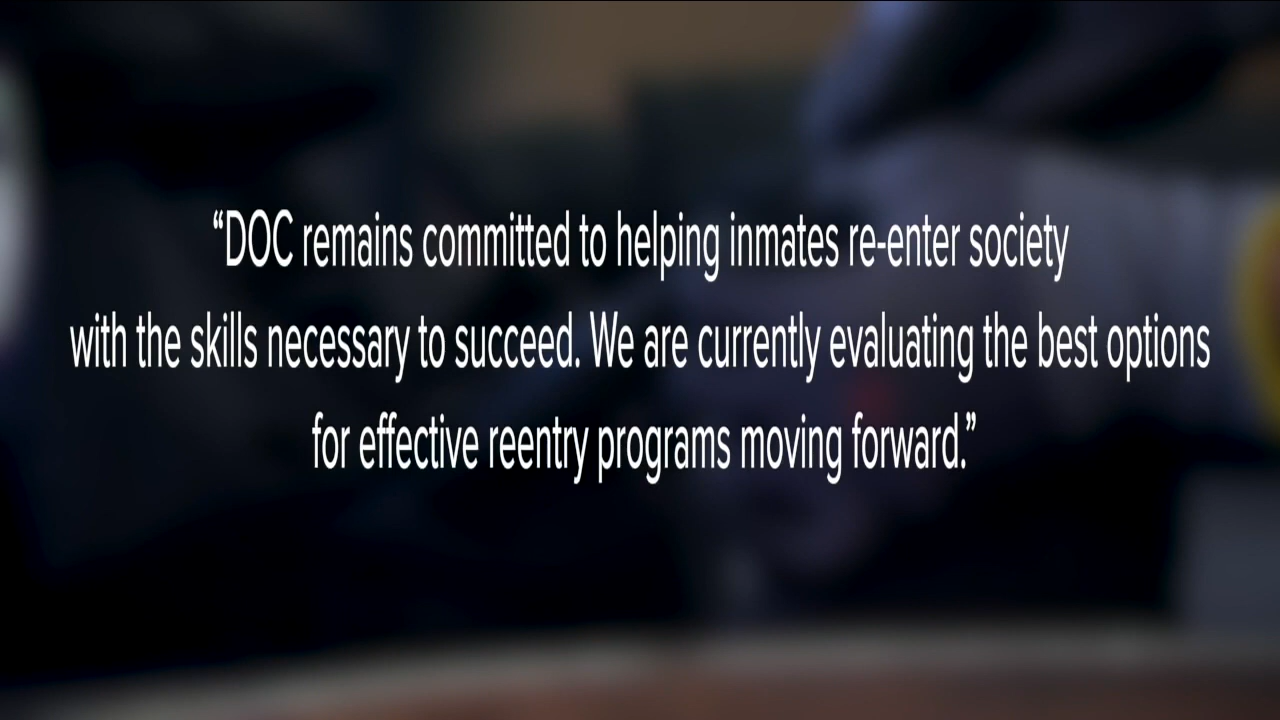 “DOC remains committed to helping inmates re-enter society
with the skills necessary to succeed. We are currently evaluating the best options
for effective reentry programs moving forward.”